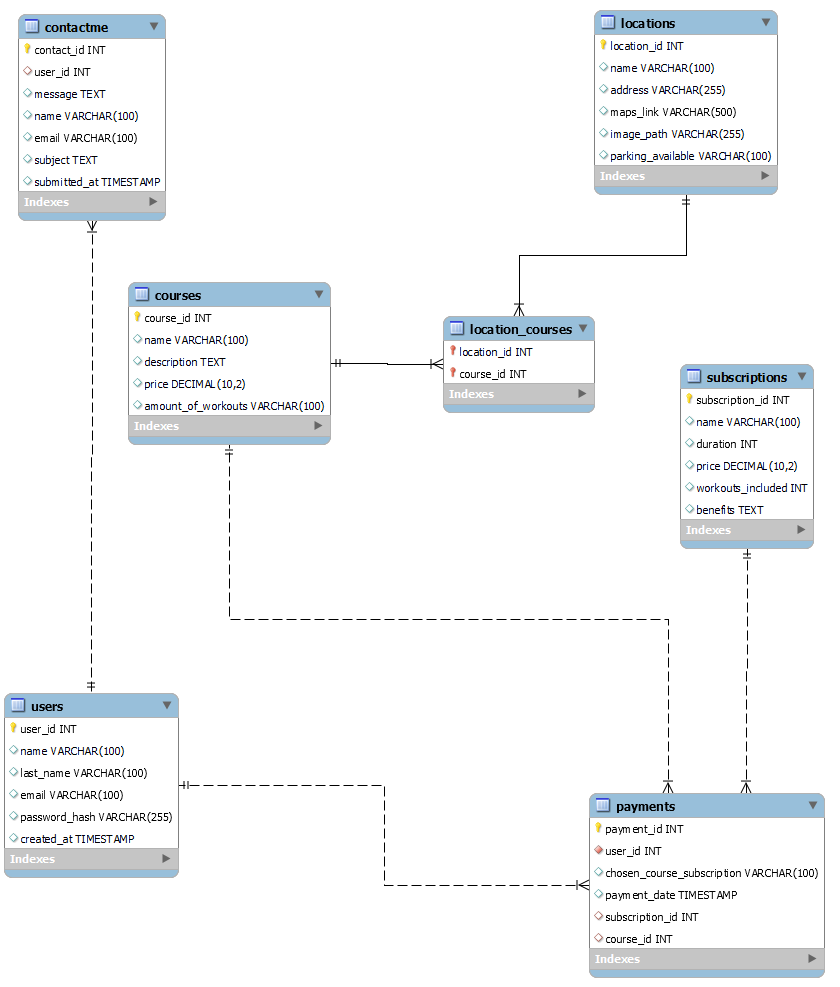 contactme
contact_id INT
user_id INT
message TEXT
name VARCHAR(100)
email VARCHAR(100)
subject TEXT
submitted_at TIMESTAMP
Indexes
locations
location_id INT
name VARCHAR(100)
address VARCHAR(255)
maps_link VARCHAR(500)
image_path VARCHAR(255)
parking_available VARCHAR(100)
Indexes
courses
course_id INT
name VARCHAR(100)
description TEXT
price DECIMAL(10,2)
amount_of_workouts VARCHAR(100)
Indexes
location_courses
location_id INT
course_id INT
Indexes
subscriptions
subscription_id INT
name VARCHAR(100)
duration INT
price DECIMAL(10,2)
workouts_included INT
benefits TEXT
Indexes
users
user_id INT
name VARCHAR(100)
last_name VARCHAR(100)
email VARCHAR(100)
password_hash VARCHAR(255)
created_at TIMESTAMP
Indexes
payments
payment_id INT
user_id INT
chosen_course_subscription VARCHAR(100)
payment_date TIMESTAMP
subscription_id INT
course_id INT
Indexes